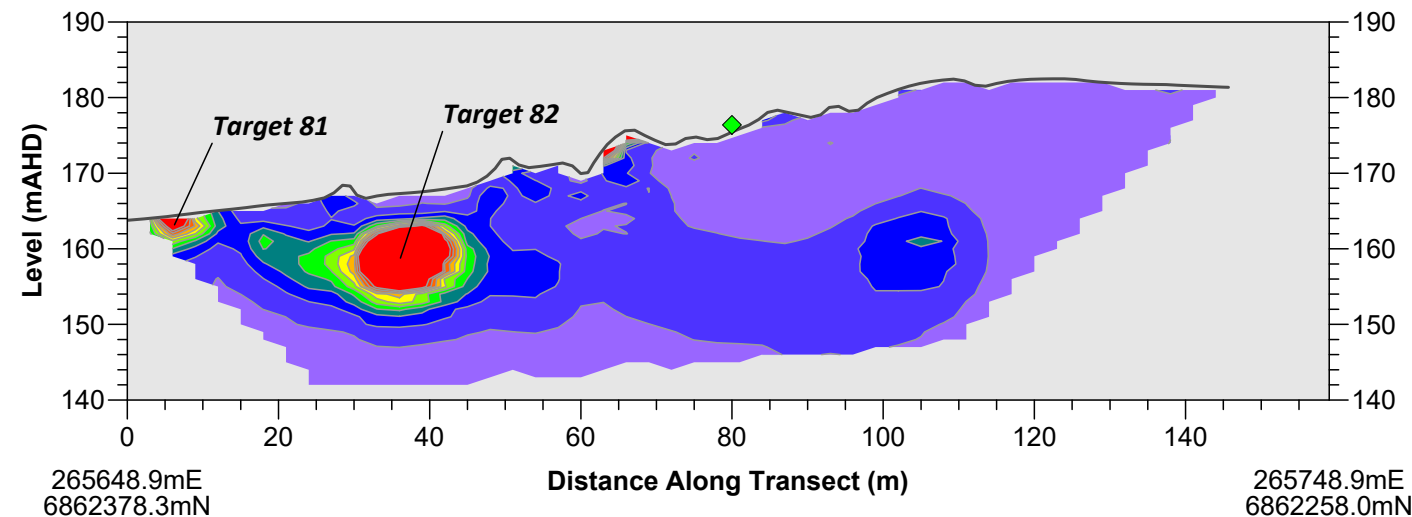 190
190
Target 82
Target 81
180
180
170
170
Level (mAHD)
160
160
150
150
140
140
0
20
40
60
80
100
120
140
265648.9mE
6862378.3mN
Distance Along Transect (m)
265748.9mE
6862258.0mN